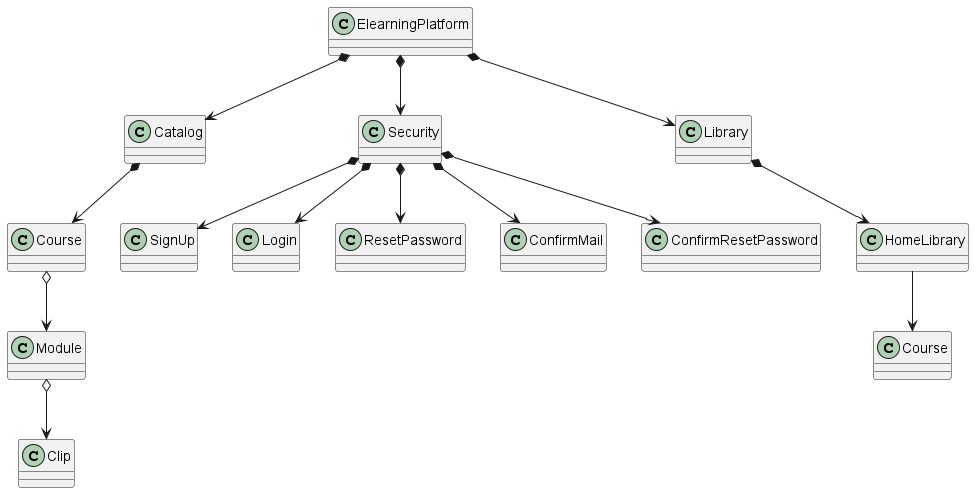 C ElearningPlatform
C Catalog
C Security
C Library
C Course
C SignUp
C Login
C ResetPassword
C ConfirmMail
C ConfirmResetPassword
C HomeLibrary
C Module
C Course
C Clip